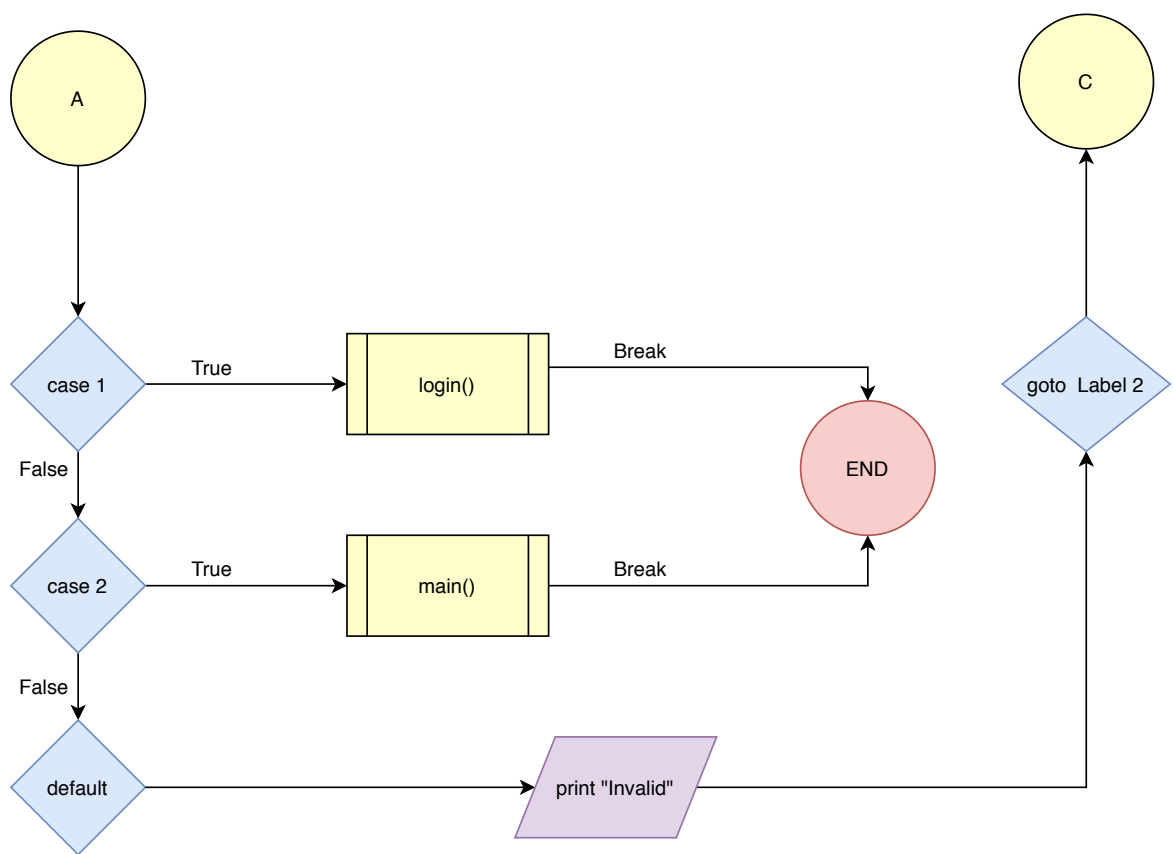 A
C
case 1
True
login()
Break
goto  Label 2
False
END
case 2
True
main()
Break
False
default
print "Invalid"